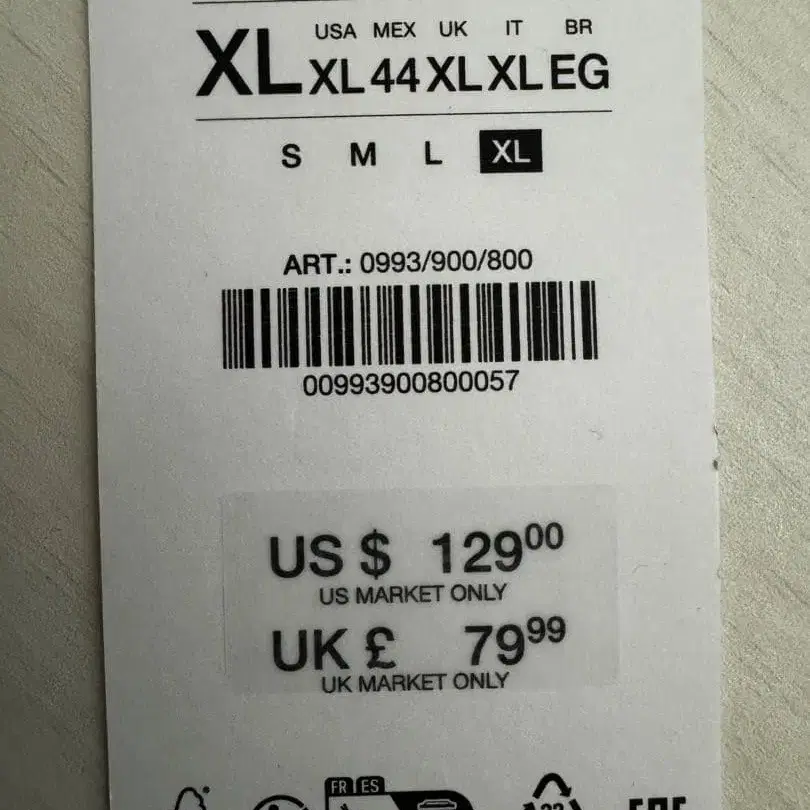 USA MEX UK IT BR
XL XL 44 XL XL EG
S M L XL
ART.: 0993/900/800
00993900800057
US $ 129⁰⁰
US MARKET ONLY
UK £ 79⁹⁹
UK MARKET ONLY
FR ES